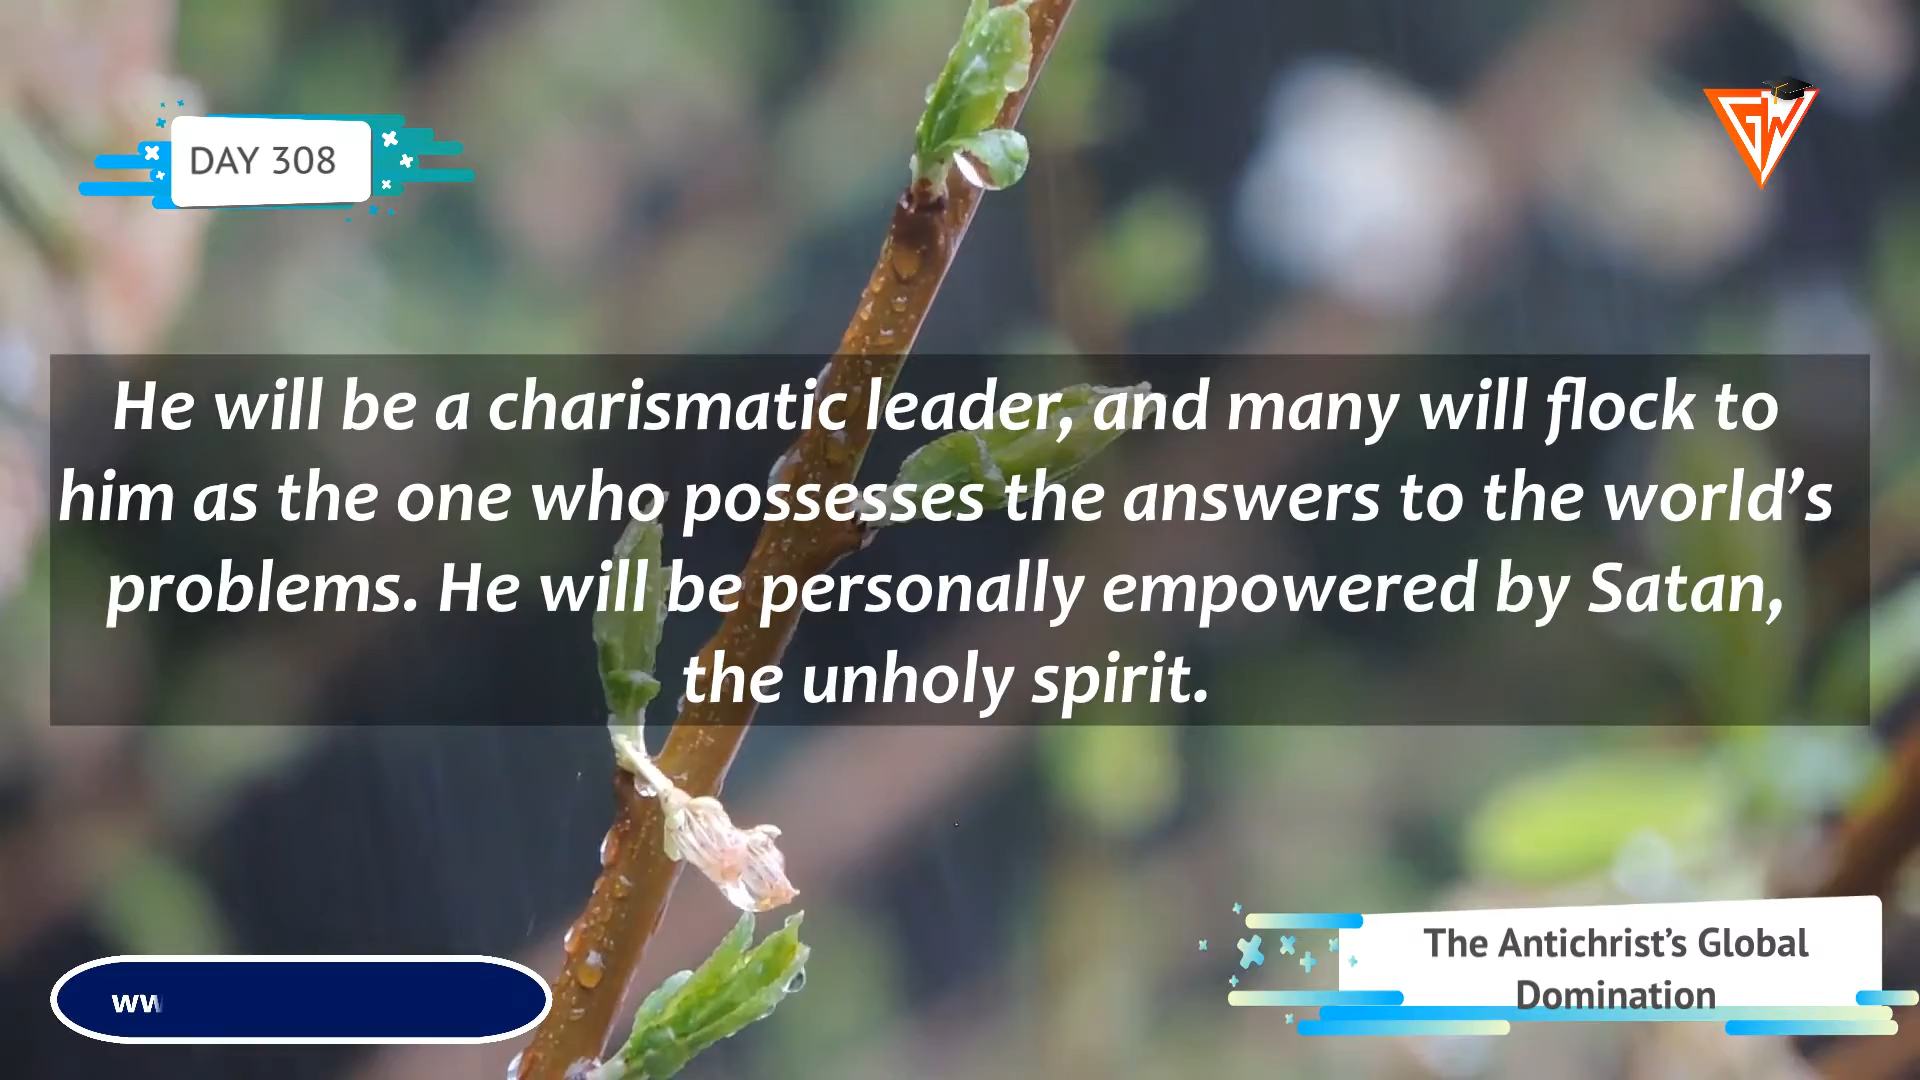 DAY 308
GW
He will be a charismatic leader, and many will flock to
him as the one who possesses the answers to the world’s
problems. He will be personally empowered by Satan,
the unholy spirit.
The Antichrist’s Global
Domination